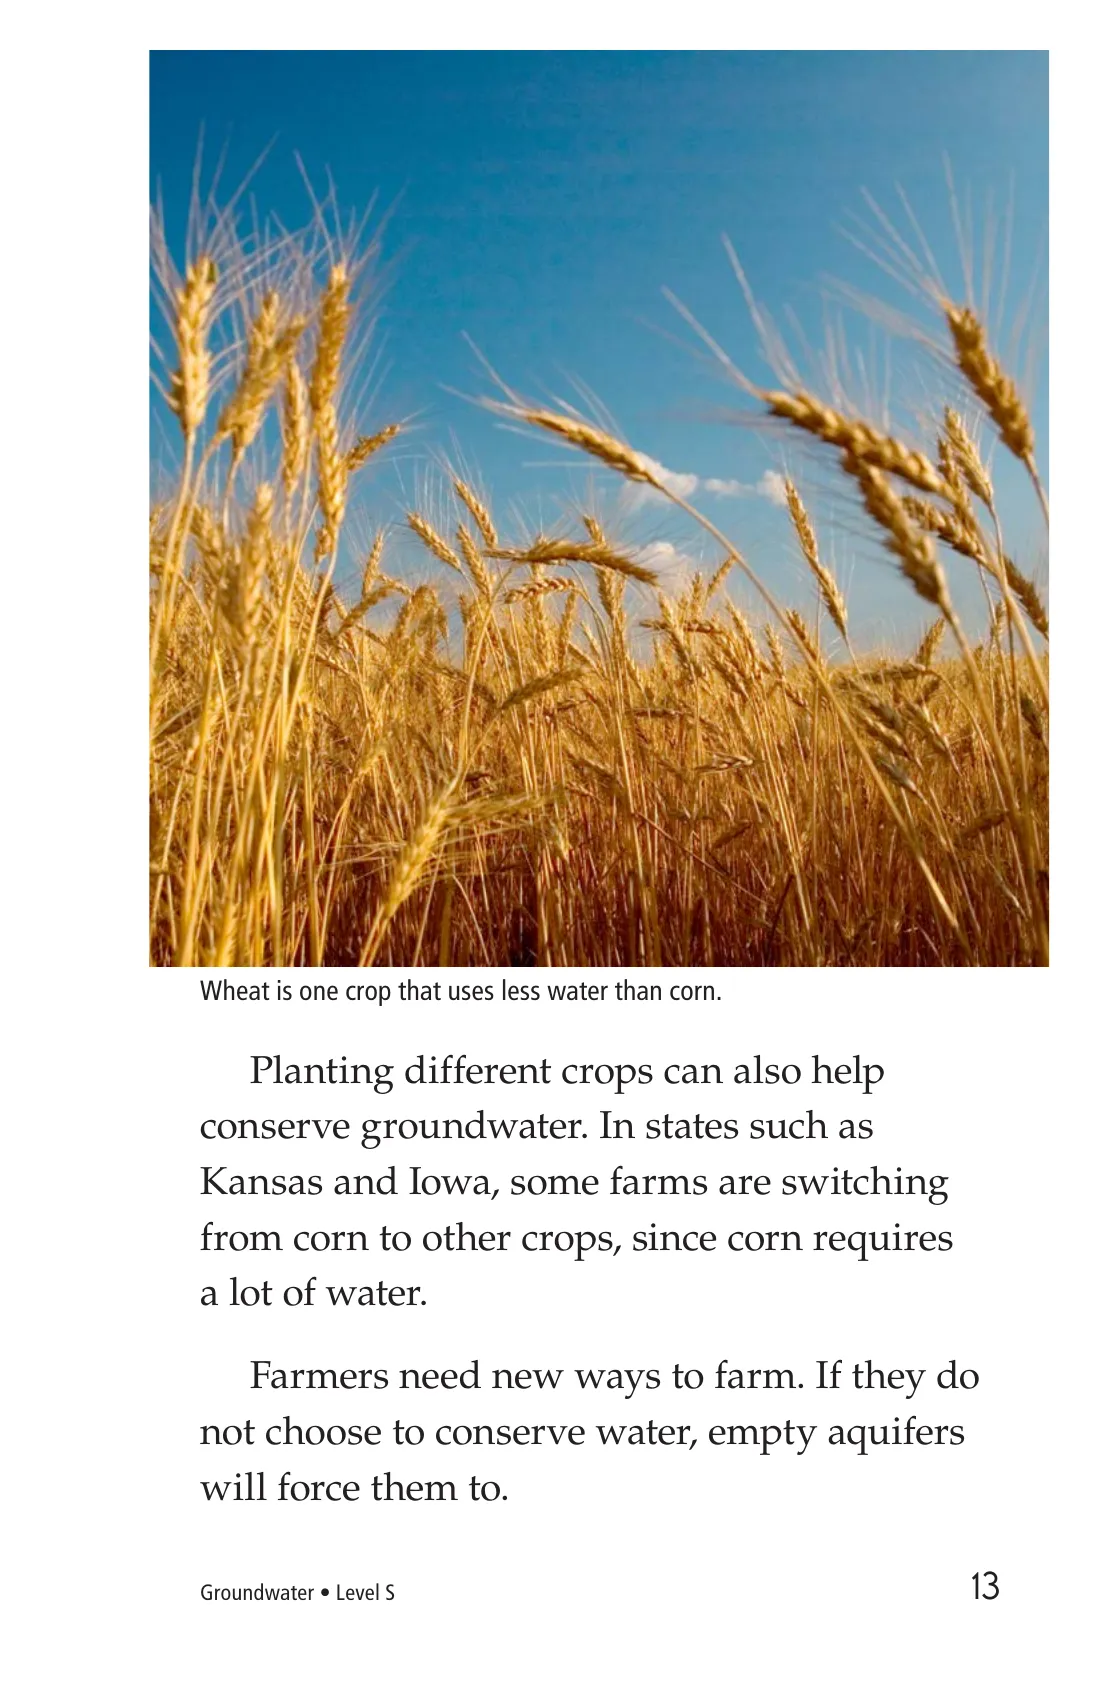 Wheat is one crop that uses less water than corn.
Planting different crops can also help
conserve groundwater. In states such as
Kansas and Iowa, some farms are switching
from corn to other crops, since corn requires
a lot of water.
Farmers need new ways to farm. If they do
not choose to conserve water, empty aquifers
will force them to.
Groundwater • Level S
13